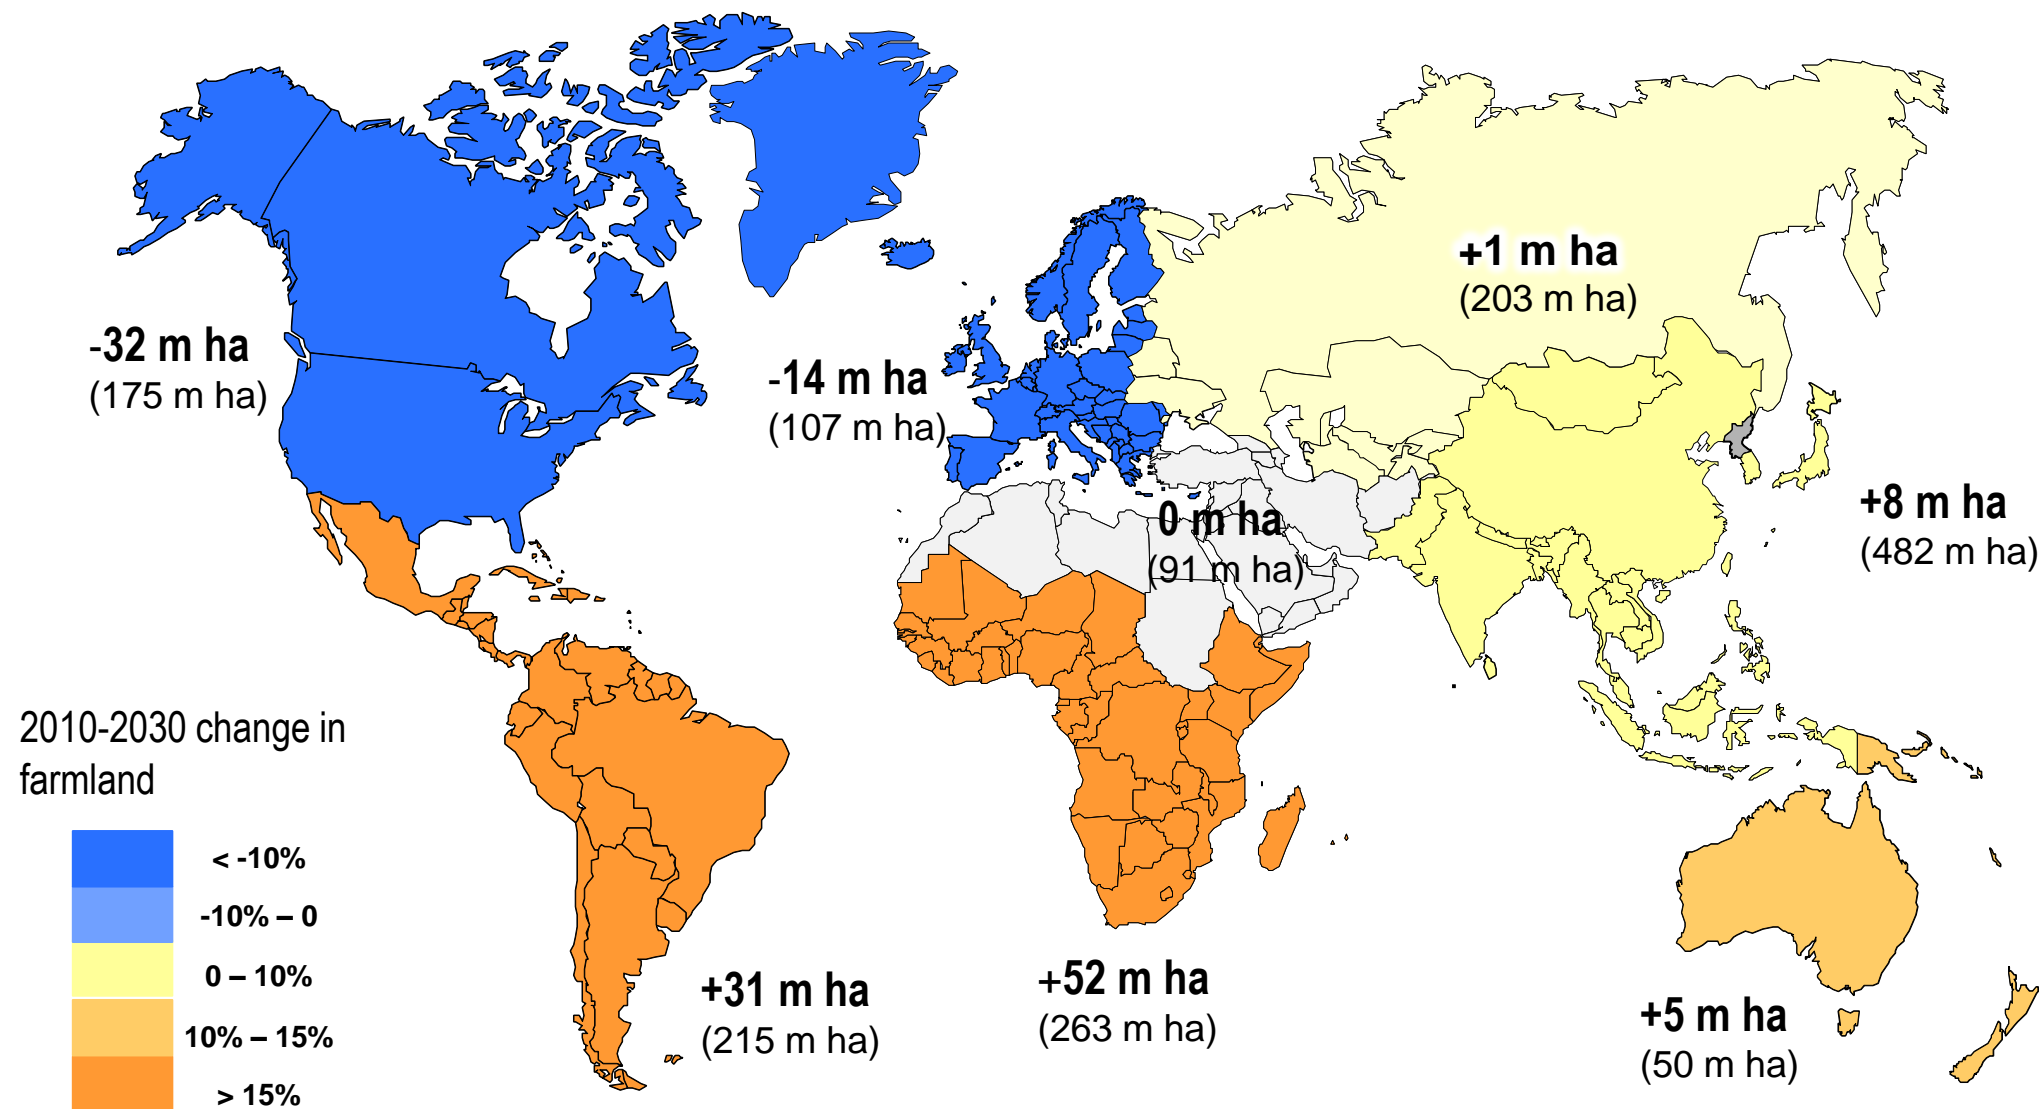 +1 m ha
(203 m ha)
-32 m ha
(175 m ha)
-14 m ha
(107 m ha)
+8 m ha
(482 m ha)
0 m ha
(91 m ha)
2010-2030 change in
farmland
< -10%
-10% – 0
0 – 10%
10% – 15%
> 15%
+31 m ha
(215 m ha)
+52 m ha
(263 m ha)
+5 m ha
(50 m ha)